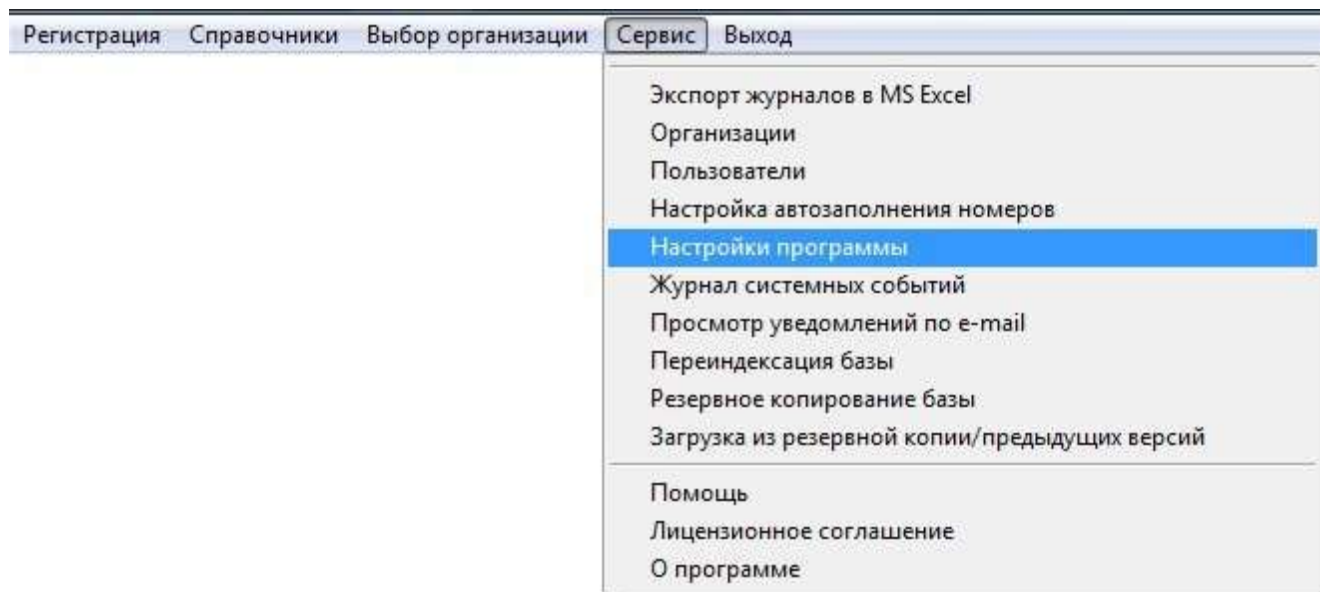 Регистрация Справочники Выбор организации Сервис Выход
Экспорт журналов в MS Excel
Организации
Пользователи
Настройка автозаполнения номеров
Настройки программы
Журнал системных событий
Просмотр уведомлений по e-mail
Переиндексация базы
Резервное копирование базы
Загрузка из резервной копии/предыдущих версий
Помощь
Лицензионное соглашение
О программе